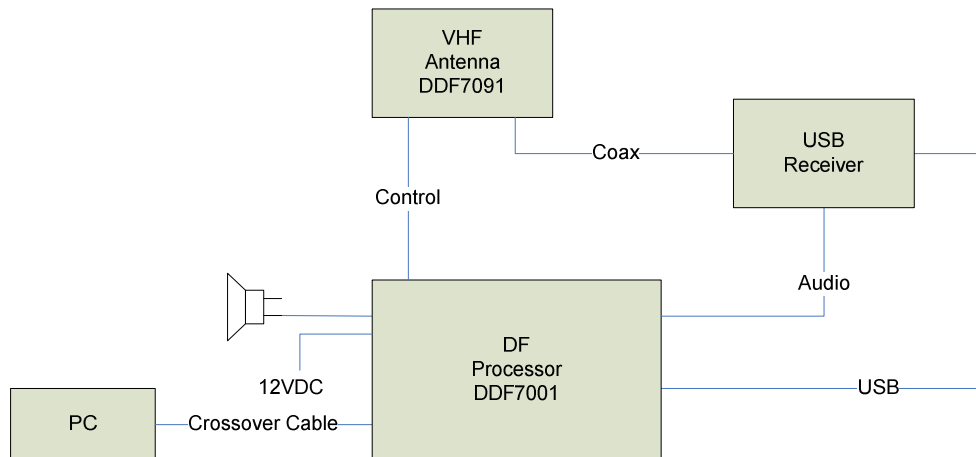 VHF
Antenna
DDF7091
USB
Receiver
Coax
Control
Audio
DF
Processor
DDF7001
12VDC
USB
PC
Crossover Cable